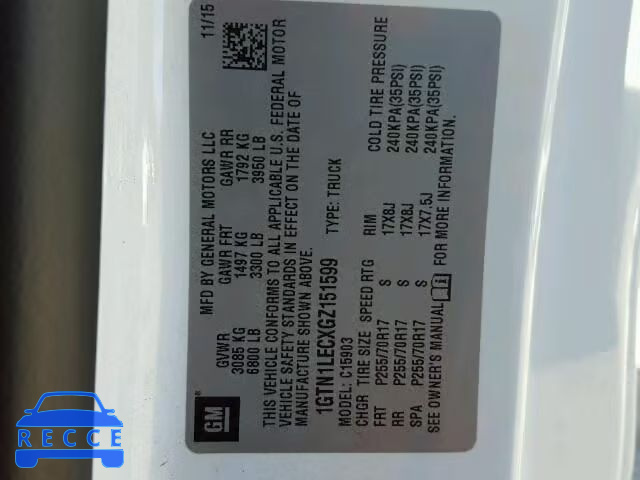 MFD BY GENERAL MOTORS LLC 11/15
GVWR GAWR FRT GAWR RR
3085 KG 1497 KG 1792 KG
6800 LB 3300 LB 3950 LB
THIS VEHICLE CONFORMS TO ALL APPLICABLE U.S. FEDERAL MOTOR
VEHICLE SAFETY STANDARDS IN EFFECT ON THE DATE OF
MANUFACTURE SHOWN ABOVE.
1GTN1LECXGZ151599
TYPE: TRUCK
MODEL: C15903
CHGR TIRE SIZE SPEED RTG RIM COLD TIRE PRESSURE
FRT P255/70R17 S 17X8J 240KPA(35PSI)
RR P255/70R17 S 17X8J 240KPA(35PSI)
SPA P255/70R17 S 17X7.5J 240KPA(35PSI)
SEE OWNER'S MANUAL FOR MORE INFORMATION.
GM®
RECCE